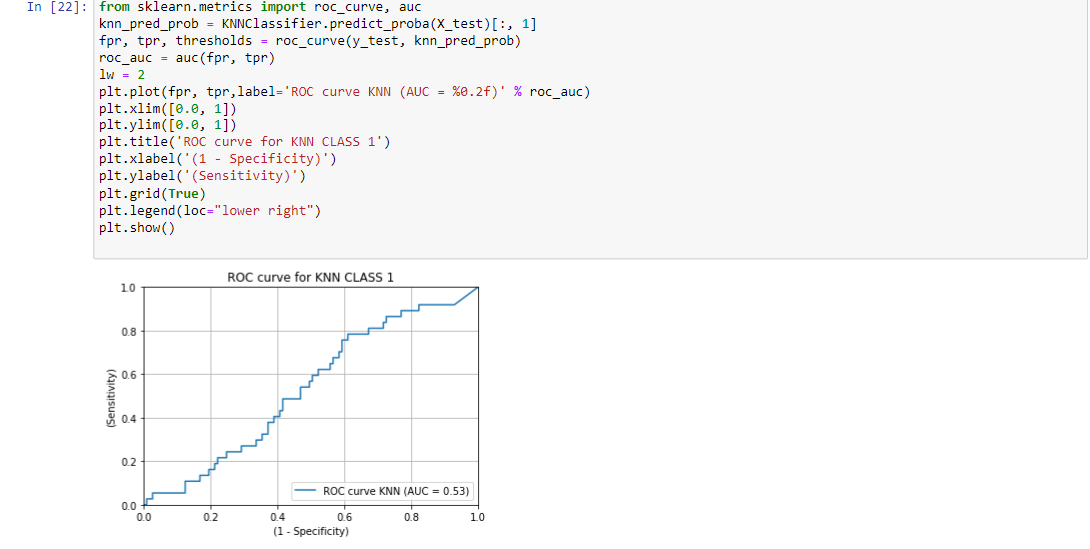 In [22]: from sklearn.metrics import roc_curve, auc
knn_pred_prob = KNNClassifier.predict_proba(X_test)[:, 1]
fpr, tpr, thresholds = roc_curve(y_test, knn_pred_prob)
roc_auc = auc(fpr, tpr)
lw = 2
plt.plot(fpr, tpr,label='ROC curve KNN (AUC = %0.2f)' % roc_auc)
plt.xlim([0.0, 1])
plt.ylim([0.0, 1])
plt.title('ROC curve for KNN CLASS 1')
plt.xlabel('(1 - Specificity)')
plt.ylabel('(Sensitivity)')
plt.grid(True)
plt.legend(loc="lower right")
plt.show()
ROC curve for KNN CLASS 1
1.0
0.8
0.6
0.4
0.2
0.0
(Sensitivity)
ROC curve KNN (AUC = 0.53)
0.0 0.2 0.4 0.6 0.8 1.0
(1 - Specificity)